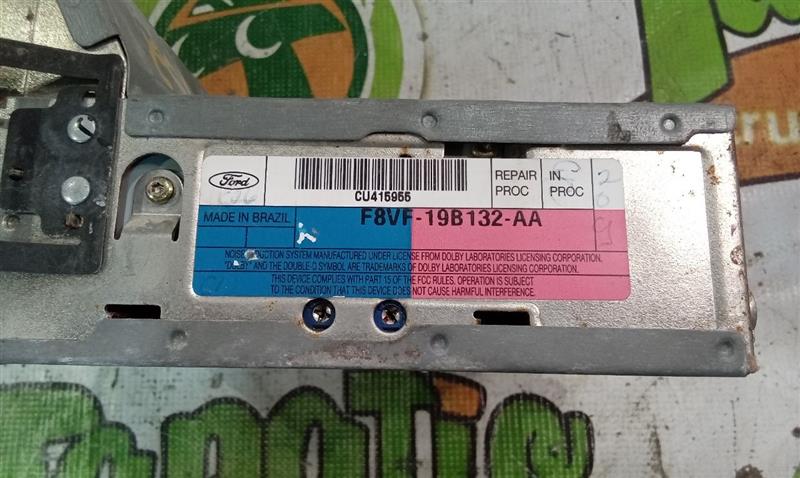 Ford
CU415955
REPAIR
PROC
IN
PROC
MADE IN BRAZIL
F8VF-19B132-AA
NOISE REDUCTION SYSTEM MANUFACTURED UNDER LICENSE FROM DOLBY LABORATORIES LICENSING CORPORATION.
"DOLBY" AND THE DOUBLE-D SYMBOL ARE TRADEMARKS OF DOLBY LABORATORIES LICENSING CORPORATION.
THIS DEVICE COMPLIES WITH PART 15 OF THE FCC RULES. OPERATION IS SUBJECT
TO THE CONDITION THAT THIS DEVICE DOES NOT CAUSE HARMFUL INTERFERENCE.
ru